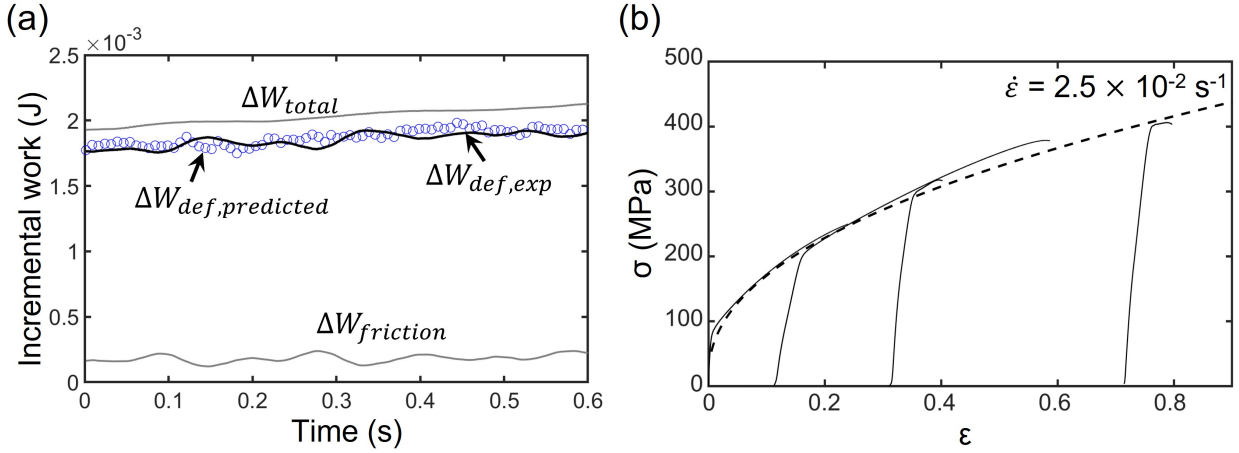 (a)
×10⁻³
2.5
2
1.5
1
0.5
0
Incremental work (J)
ΔW_total
ΔW_def,predicted
ΔW_def,exp
ΔW_friction
0 0.1 0.2 0.3 0.4 0.5 0.6
Time (s)
(b)
500
400
300
200
100
0
σ (MPa)
ε̇ = 2.5 × 10⁻² s⁻¹
0 0.2 0.4 0.6 0.8
ε